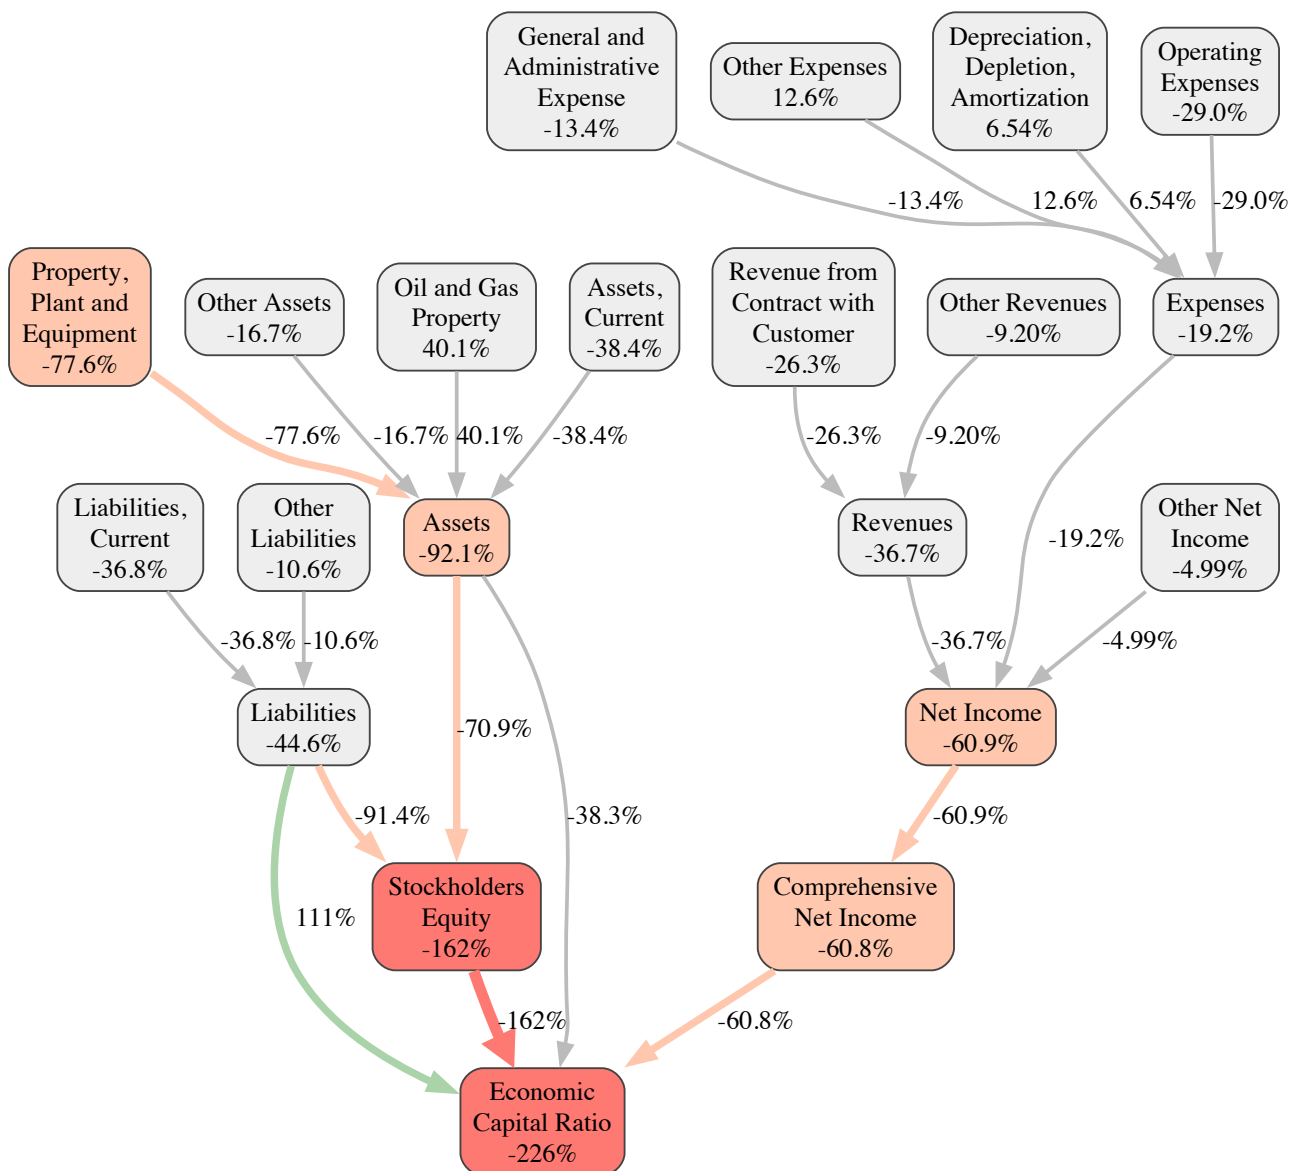 General and
Administrative
Expense
-13.4%
Other Expenses
12.6%
Depreciation,
Depletion,
Amortization
6.54%
Operating
Expenses
-29.0%
-13.4%
12.6%
6.54%
-29.0%
Property,
Plant and
Equipment
-77.6%
Other Assets
-16.7%
Oil and Gas
Property
40.1%
Assets,
Current
-38.4%
Revenue from
Contract with
Customer
-26.3%
Other Revenues
-9.20%
Expenses
-19.2%
-77.6%
-16.7%
40.1%
-38.4%
-26.3%
-9.20%
Liabilities,
Current
-36.8%
Other
Liabilities
-10.6%
Assets
-92.1%
Revenues
-36.7%
-19.2%
Other Net
Income
-4.99%
-36.8%
-10.6%
-36.7%
-4.99%
Liabilities
-44.6%
-70.9%
Net Income
-60.9%
-91.4%
-38.3%
-60.9%
111%
Stockholders
Equity
-162%
Comprehensive
Net Income
-60.8%
-162%
-60.8%
Economic
Capital Ratio
-226%